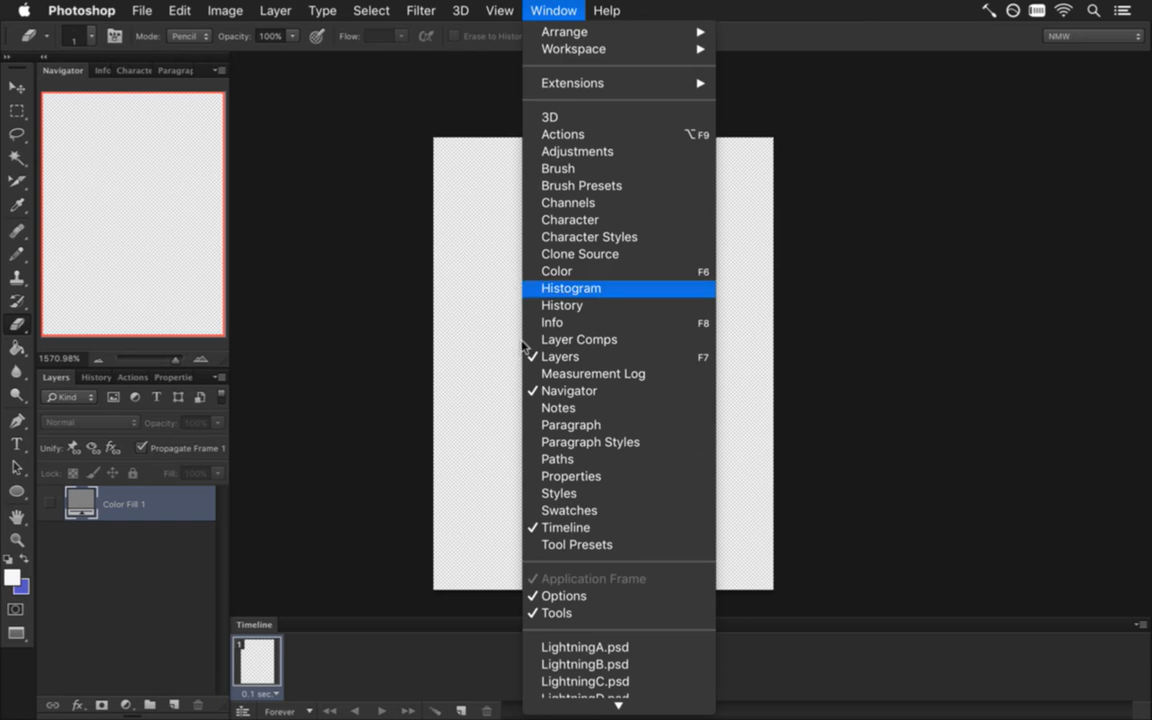 Photoshop File Edit Image Layer Type Select Filter 3D View Window Help
1 Mode: Pencil Opacity: 100% Flow: Erase to History NMW
Navigator Info Characte Paragrap
1570.98%
Layers History Actions Propertie
Kind
Normal Opacity: 100%
Unify: Propagate Frame 1
Lock: Fill: 100%
Color Fill 1
Arrange
Workspace
Extensions
3D
Actions ⌥F9
Adjustments
Brush
Brush Presets
Channels
Character
Character Styles
Clone Source
Color F6
Histogram
History
Info F8
Layer Comps
Layers F7
Measurement Log
Navigator
Notes
Paragraph
Paragraph Styles
Paths
Properties
Styles
Swatches
Timeline
Tool Presets
Application Frame
Options
Tools
LightningA.psd
LightningB.psd
LightningC.psd
LightningD.psd
Timeline
1
0.1 sec.
Forever